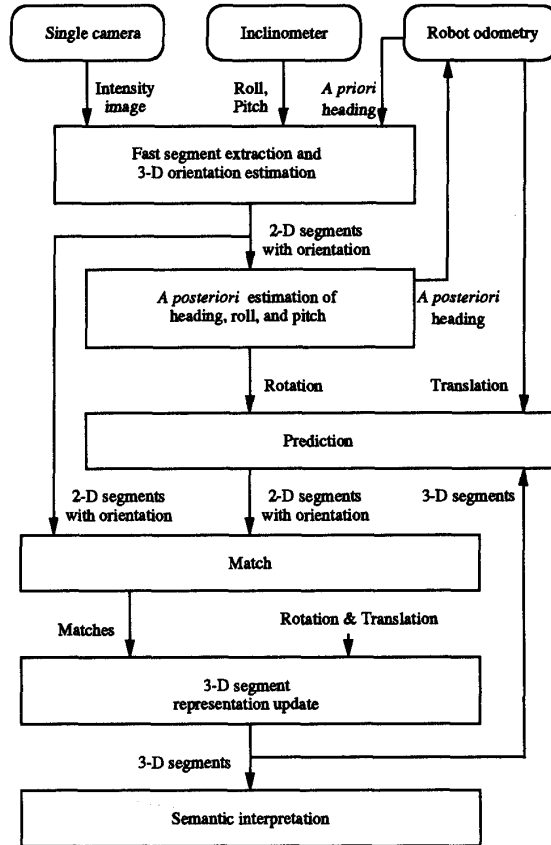 Single camera
Inclinometer
Robot odometry
Intensity
image
Roll,
Pitch
A priori
heading
Fast segment extraction and
3-D orientation estimation
2-D segments
with orientation
A posteriori estimation of
heading, roll, and pitch
A posteriori
heading
Rotation
Translation
Prediction
2-D segments
with orientation
2-D segments
with orientation
3-D segments
Match
Matches
Rotation & Translation
3-D segment
representation update
3-D segments
Semantic interpretation